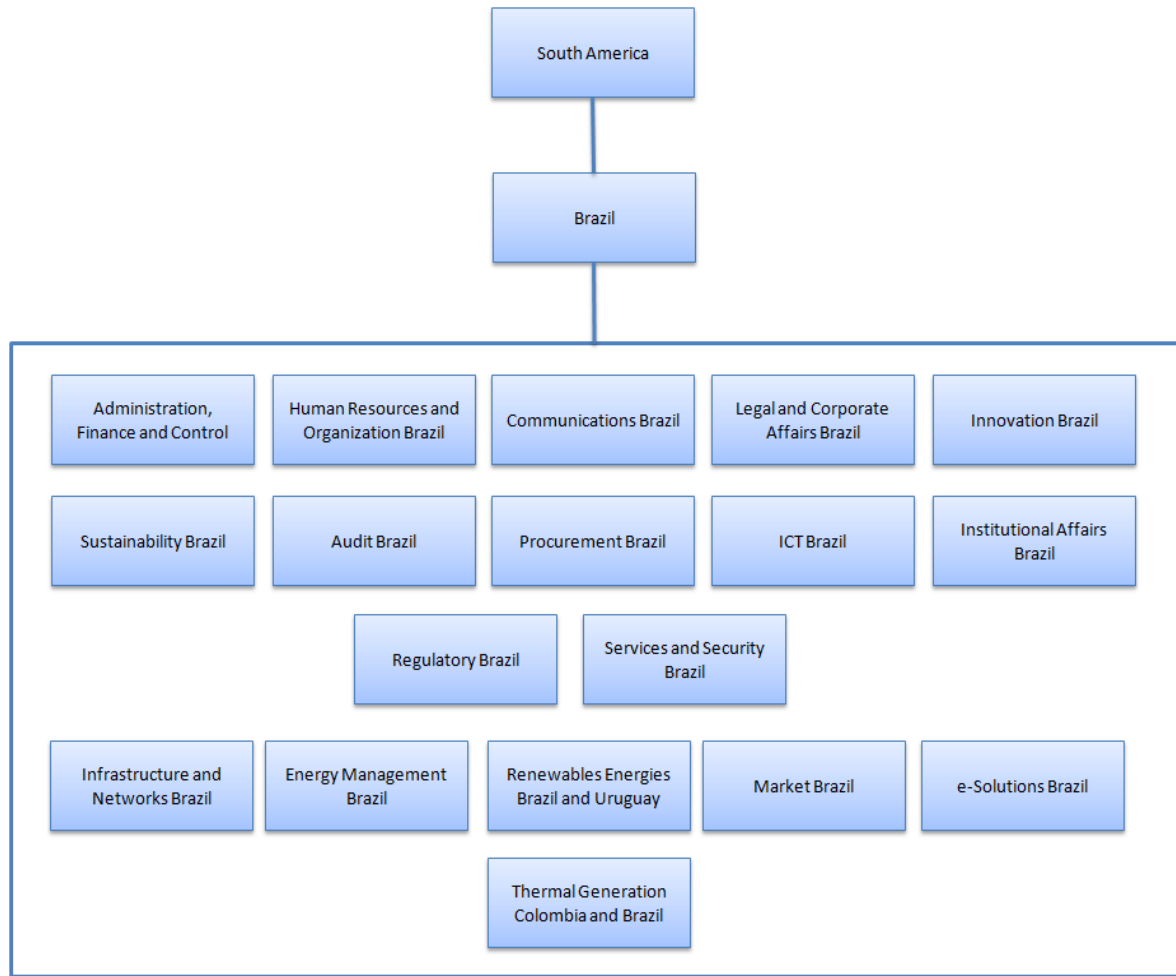 South America
Brazil
Administration,
Finance and Control
Human Resources and
Organization Brazil
Communications Brazil
Legal and Corporate
Affairs Brazil
Innovation Brazil
Sustainability Brazil
Audit Brazil
Procurement Brazil
ICT Brazil
Institutional Affairs
Brazil
Regulatory Brazil
Services and Security
Brazil
Infrastructure and
Networks Brazil
Energy Management
Brazil
Renewables Energies
Brazil and Uruguay
Market Brazil
e-Solutions Brazil
Thermal Generation
Colombia and Brazil